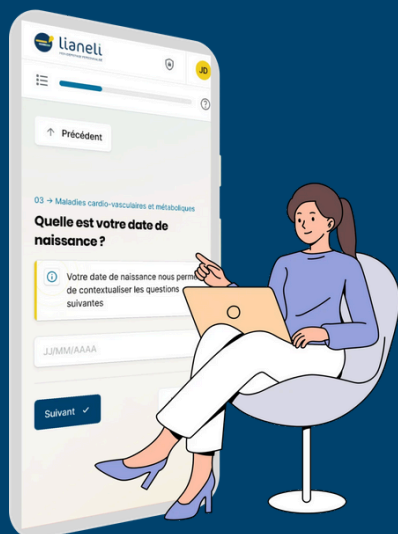 lianeli
JD
Précédent
03 → Maladies cardio-vasculaires et métaboliques
Quelle est votre date de
naissance ?
Votre date de naissance nous perme
de contextualiser les questions
suivantes
JJ/MM/AAAA
Suivant